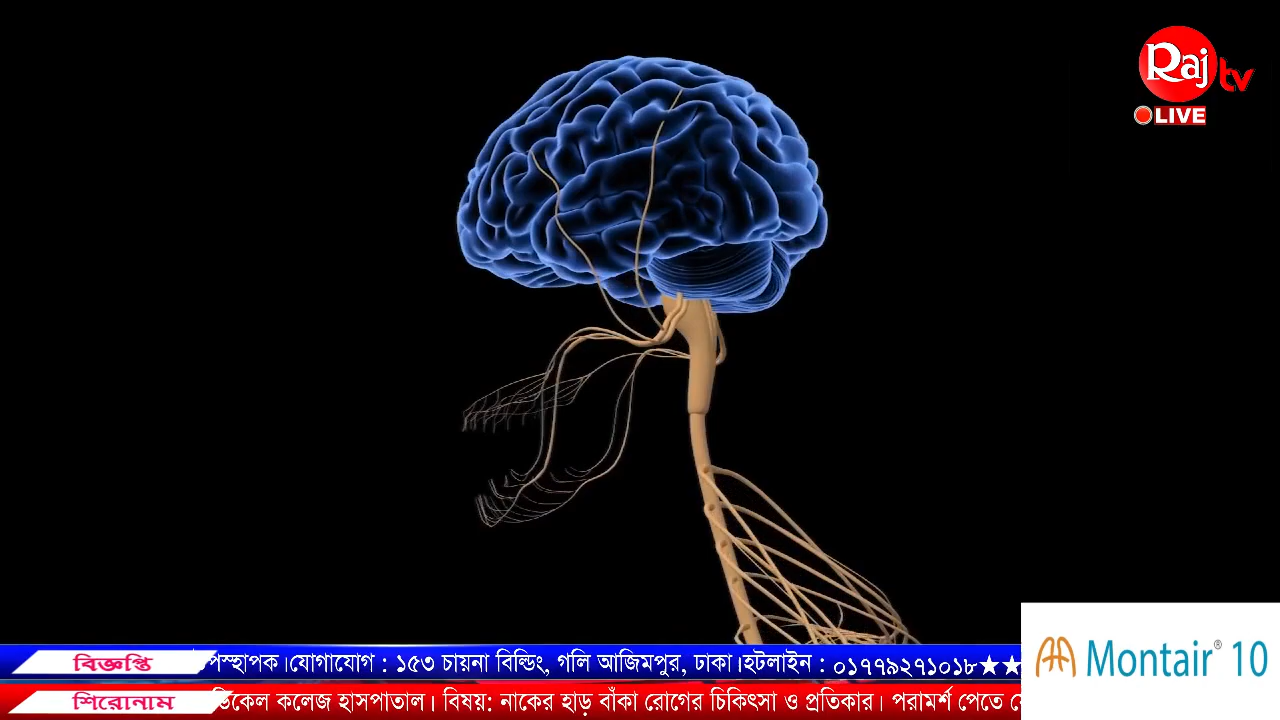 Raj tv
LIVE
বিজ্ঞপ্তি
উপস্হাপক।যোগাযোগ : ১৫৩ চায়না বিল্ডিং, গলি আজিমপুর, ঢাকা।হটলাইন : ০১৭৭৯২৭১০১৮★★
শিরোনাম
কলেজ হাসপাতাল। বিষয়: নাকের হাড় বাঁকা রোগের চিকিৎসা ও প্রতিকার। পরামর্শ পেতে
Montair® 10